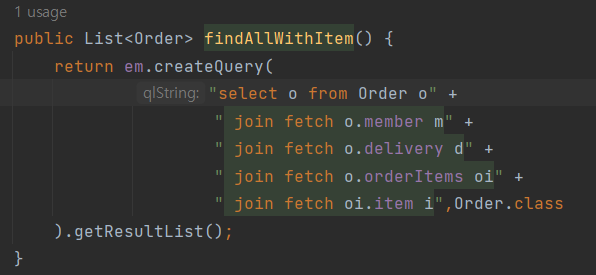 1 usage
public List<Order> findAllWithItem() {
return em.createQuery(
qlString: "select o from Order o" +
" join fetch o.member m" +
" join fetch o.delivery d" +
" join fetch o.orderItems oi" +
" join fetch oi.item i",Order.class
).getResultList();
}